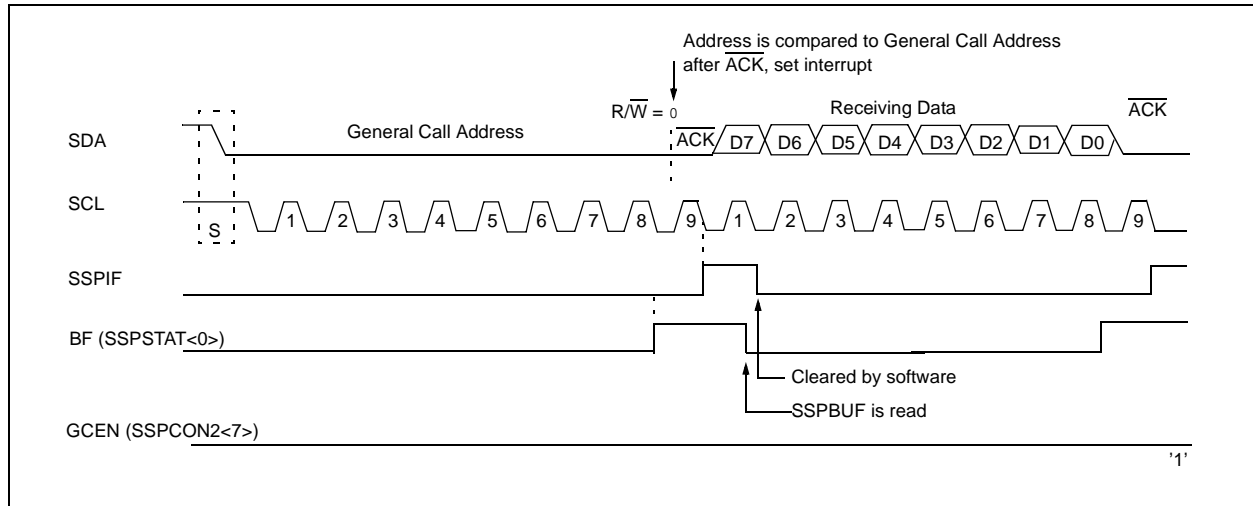 Address is compared to General Call Address
after ACK, set interrupt
R/W = 0
Receiving Data
ACK
General Call Address
SDA
ACK D7 D6 D5 D4 D3 D2 D1 D0
SCL
S
1 2 3 4 5 6 7 8 9 1 2 3 4 5 6 7 8 9
SSPIF
BF (SSPSTAT<0>)
Cleared by software
SSPBUF is read
GCEN (SSPCON2<7>)
'1'